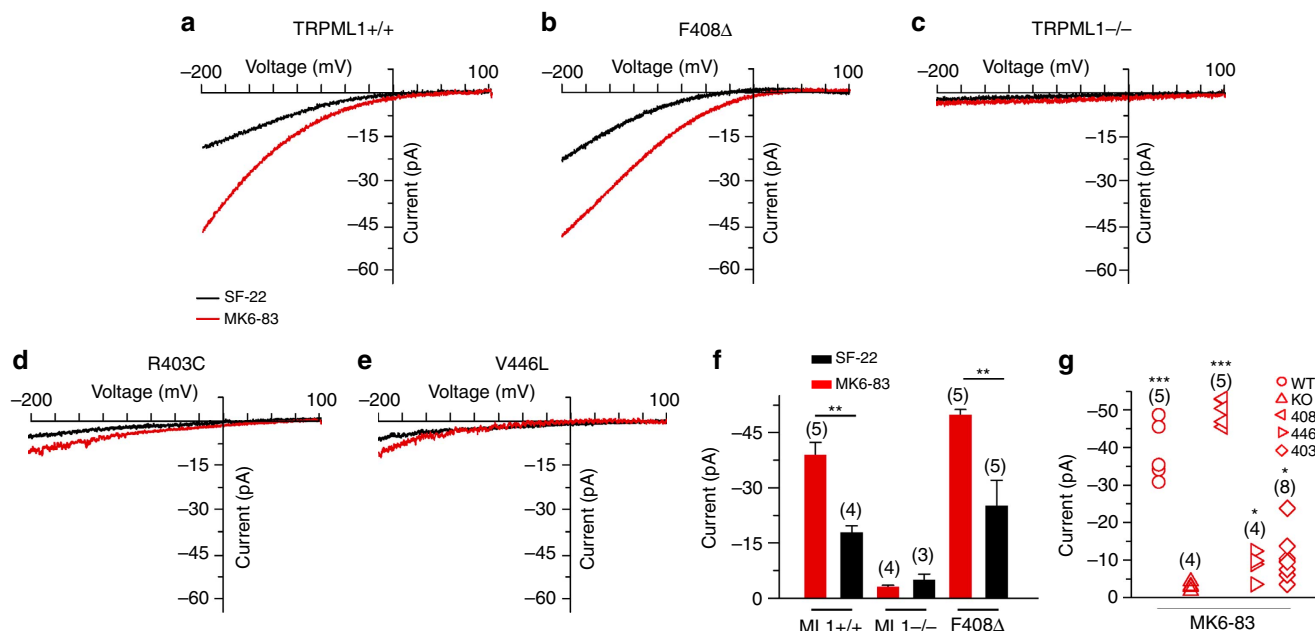 a
TRPML1+/+
–200
Voltage (mV)
100
–15
–30
–45
–60
Current (pA)
SF-22
MK6-83
b
F408Δ
–200
Voltage (mV)
100
–15
–30
–45
–60
Current (pA)
c
TRPML1–/–
–200
Voltage (mV)
100
–15
–30
–45
–60
Current (pA)
d
R403C
–200
Voltage (mV)
100
–15
–30
–45
–60
Current (pA)
e
V446L
–200
Voltage (mV)
100
–15
–30
–45
–60
Current (pA)
f
SF-22
MK6-83
Current (pA)
–45
–30
–15
0
**
**
(5)
(4)
(4)
(3)
(5)
(5)
ML1+/+
ML1–/–
F408Δ
g
Current (pA)
–50
–40
–30
–20
–10
0
***
(5)
(4)
***
(5)
*
(4)
*
(8)
WT
KO
408
446
403
MK6-83